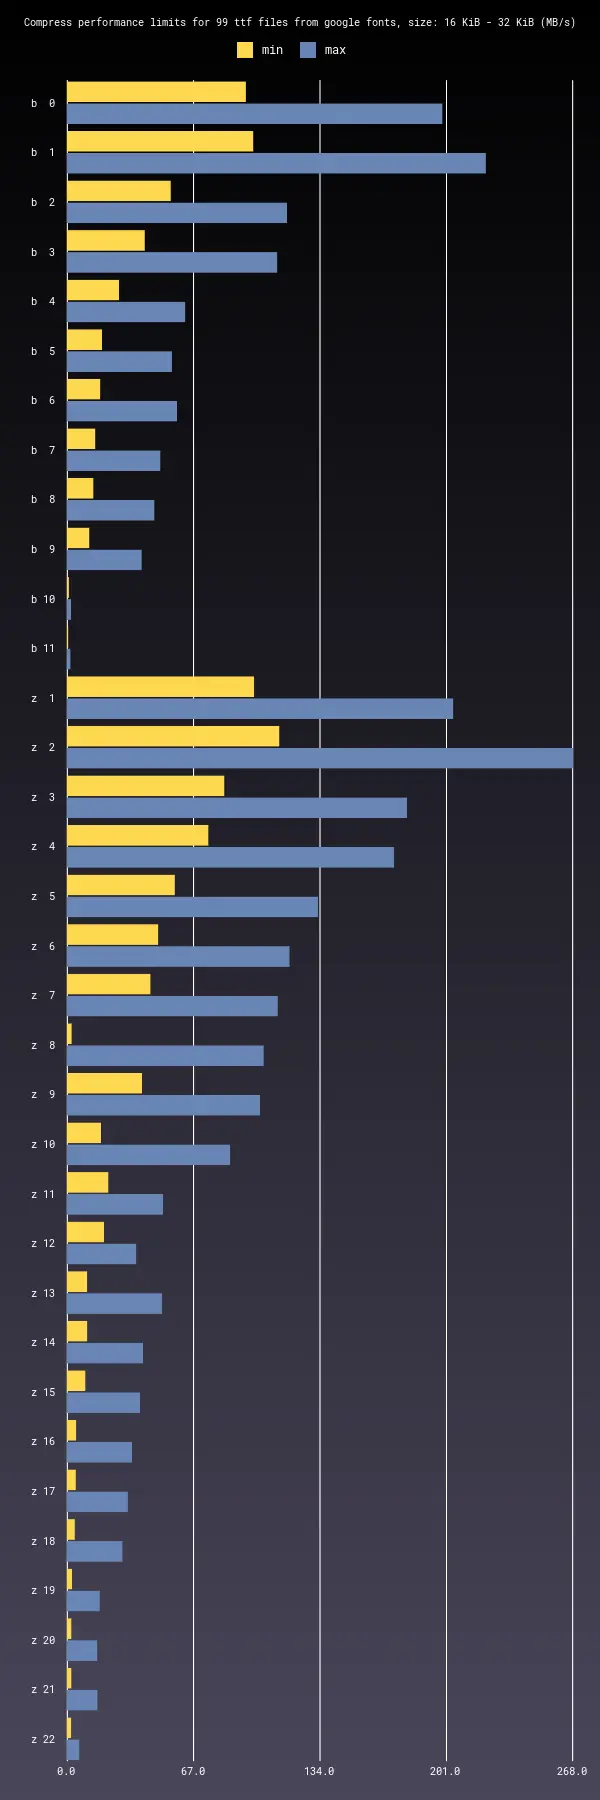 Compress performance limits for 99 ttf files from google fonts, size: 16 KiB - 32 KiB (MB/s)
min max
b 0
b 1
b 2
b 3
b 4
b 5
b 6
b 7
b 8
b 9
b 10
b 11
z 1
z 2
z 3
z 4
z 5
z 6
z 7
z 8
z 9
z 10
z 11
z 12
z 13
z 14
z 15
z 16
z 17
z 18
z 19
z 20
z 21
z 22
0.0 67.0 134.0 201.0 268.0